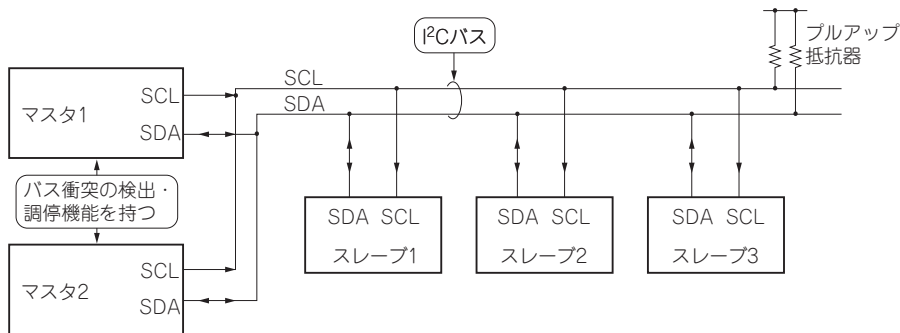 I²Cバス
プルアップ
抵抗器
SCL
SDA
マスタ1
SCL
SDA
バス衝突の検出・
調停機能を持つ
マスタ2
SCL
SDA
SDA SCL
スレーブ1
SDA SCL
スレーブ2
SDA SCL
スレーブ3